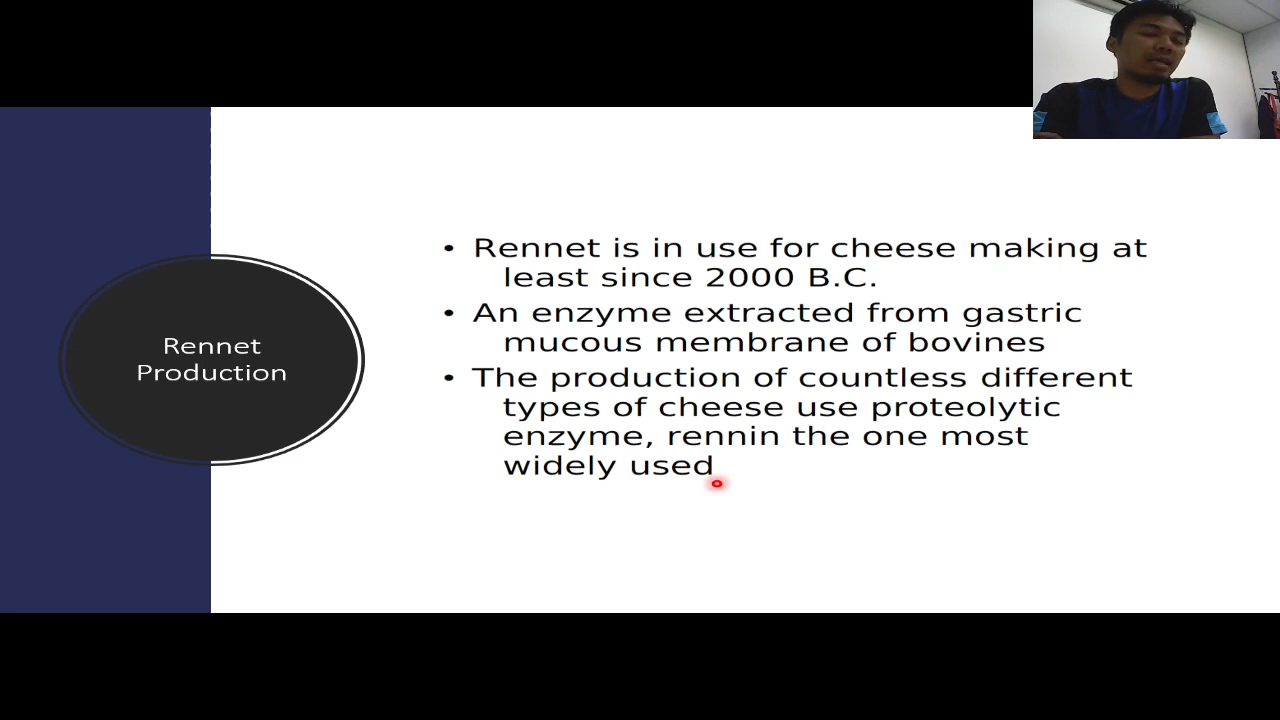 Rennet
Production
• Rennet is in use for cheese making at
least since 2000 B.C.
• An enzyme extracted from gastric
mucous membrane of bovines
• The production of countless different
types of cheese use proteolytic
enzyme, rennin the one most
widely used